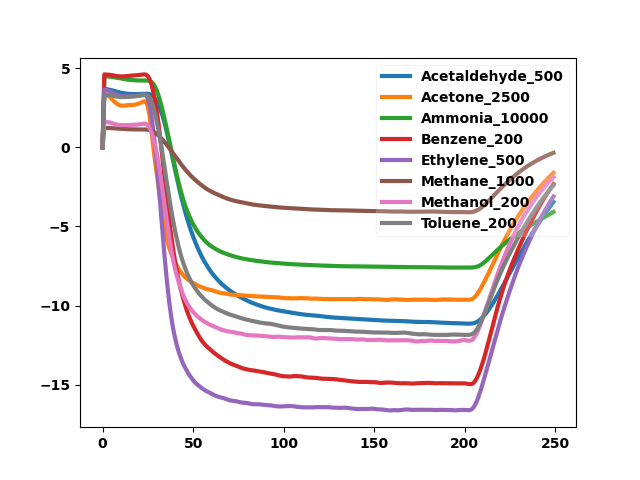 5
0
−5
−10
−15
0
50
100
150
200
250
Acetaldehyde_500
Acetone_2500
Ammonia_10000
Benzene_200
Ethylene_500
Methane_1000
Methanol_200
Toluene_200